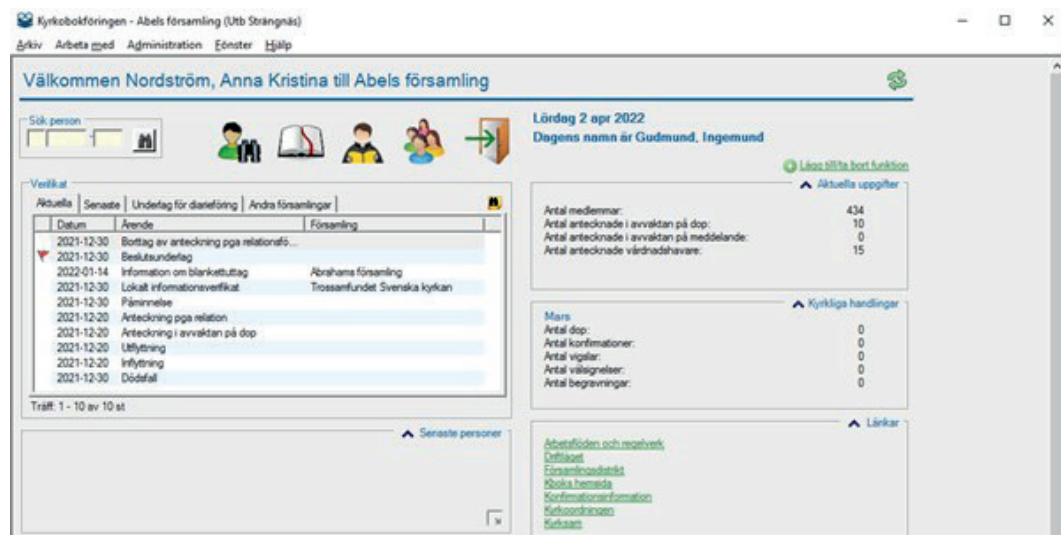 Kyrkobokföringen - Abels församling (Utb Strängnäs)
Arkiv Arbeta med Administration Fönster Hjälp
Välkommen Nordström, Anna Kristina till Abels församling
Sök person
Lördag 2 apr 2022
Dagens namn är Gudmund, Ingemund
Lägg till/ta bort funktion
Verifikat
Aktuella Senaste Underlag för diarieföring Andra församlingar
Datum Ärende Församling
2021-12-30 Borttag av anteckning pga relationsfö...
2021-12-30 Beslutsunderlag
2022-01-14 Information om blankettuttag Abrahams församling
2021-12-30 Lokalt informationsverifikat Trossamfundet Svenska kyrkan
2021-12-30 Påminnelse
2021-12-20 Anteckning pga relation
2021-12-20 Anteckning i avvaktan på dop
2021-12-20 Utflyttning
2021-12-20 Inflyttning
2021-12-30 Dödsfall
Träff: 1 - 10 av 10 st
Senaste personer
Aktuella uppgifter
Antal medlemmar: 434
Antal antecknade i avvaktan på dop: 10
Antal antecknade i avvaktan på meddelande: 0
Antal antecknade vårdnadshavare: 15
Kyrkliga handlingar
Mars
Antal dop: 0
Antal konfirmationer: 0
Antal vigslar: 0
Antal välsignelser: 0
Antal begravningar: 0
Länkar
Arbetsflöden och regelverk
Driftläget
Församlingsdistrikt
Kboks hemsida
Konfirmationsinformation
Kyrkoordningen
Kyrksam